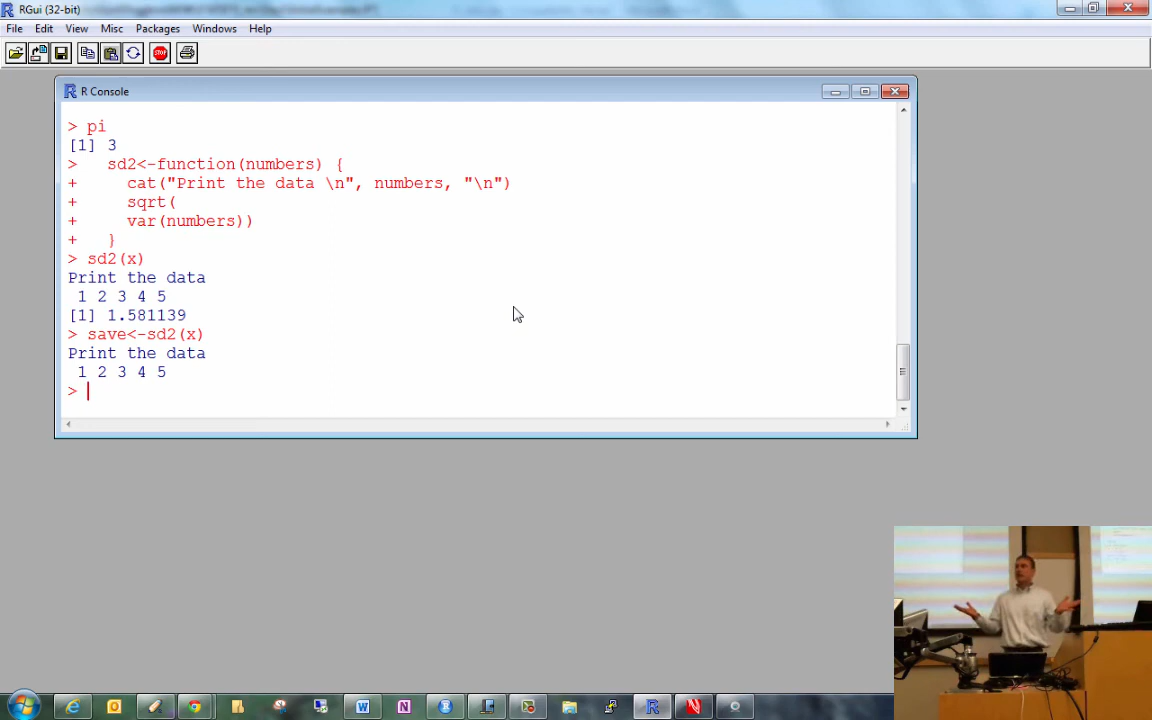 RGui (32-bit)
File Edit View Misc Packages Windows Help
STOP
R Console
> pi
[1] 3
>   sd2<-function(numbers) {
+     cat("Print the data \n", numbers, "\n")
+     sqrt(
+     var(numbers))
+   }
> sd2(x)
Print the data
 1 2 3 4 5
[1] 1.581139
> save<-sd2(x)
Print the data
 1 2 3 4 5
>